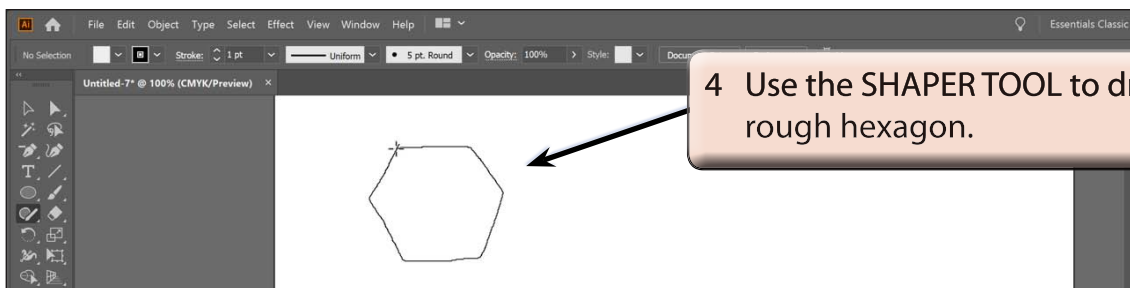 Ai File Edit Object Type Select Effect View Window Help Essentials Classic
No Selection Stroke: 1 pt Uniform 5 pt. Round Opacity: 100% Style:
Untitled-7* @ 100% (CMYK/Preview) ×
4 Use the SHAPER TOOL to
rough hexagon.
T